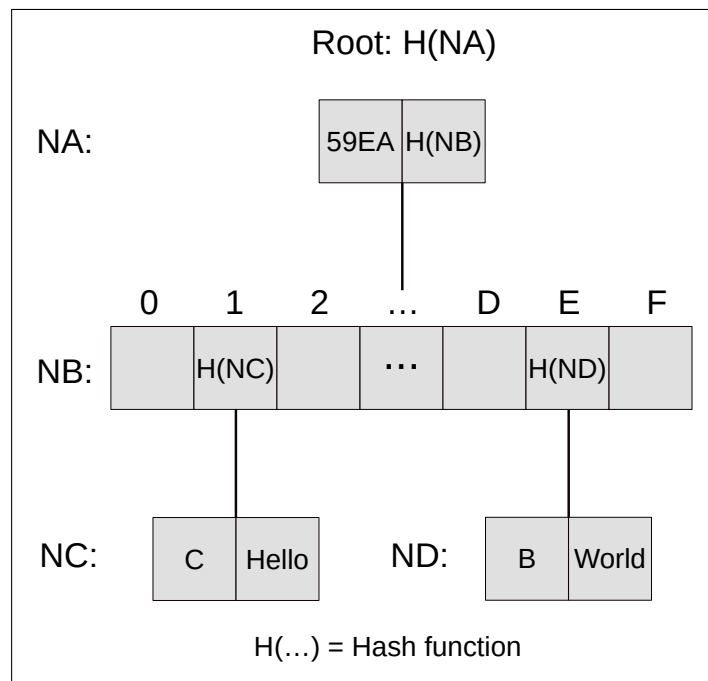 Root: H(NA)
NA: 59EA H(NB)
0 1 2 ... D E F
NB: H(NC) ... H(ND)
NC: C Hello ND: B World
H(...) = Hash function